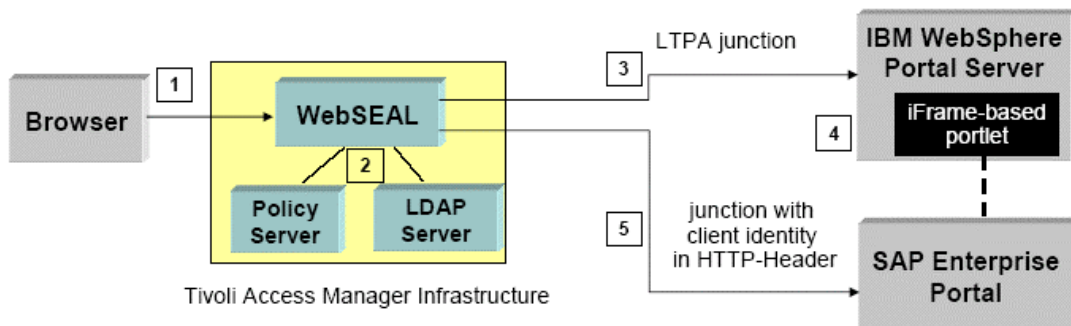 Browser
1
WebSEAL
2
Policy
Server
LDAP
Server
Tivoli Access Manager Infrastructure
LTPA junction
3
IBM WebSphere
Portal Server
4
iFrame-based
portlet
5
junction with
client identity
in HTTP-Header
SAP Enterprise
Portal